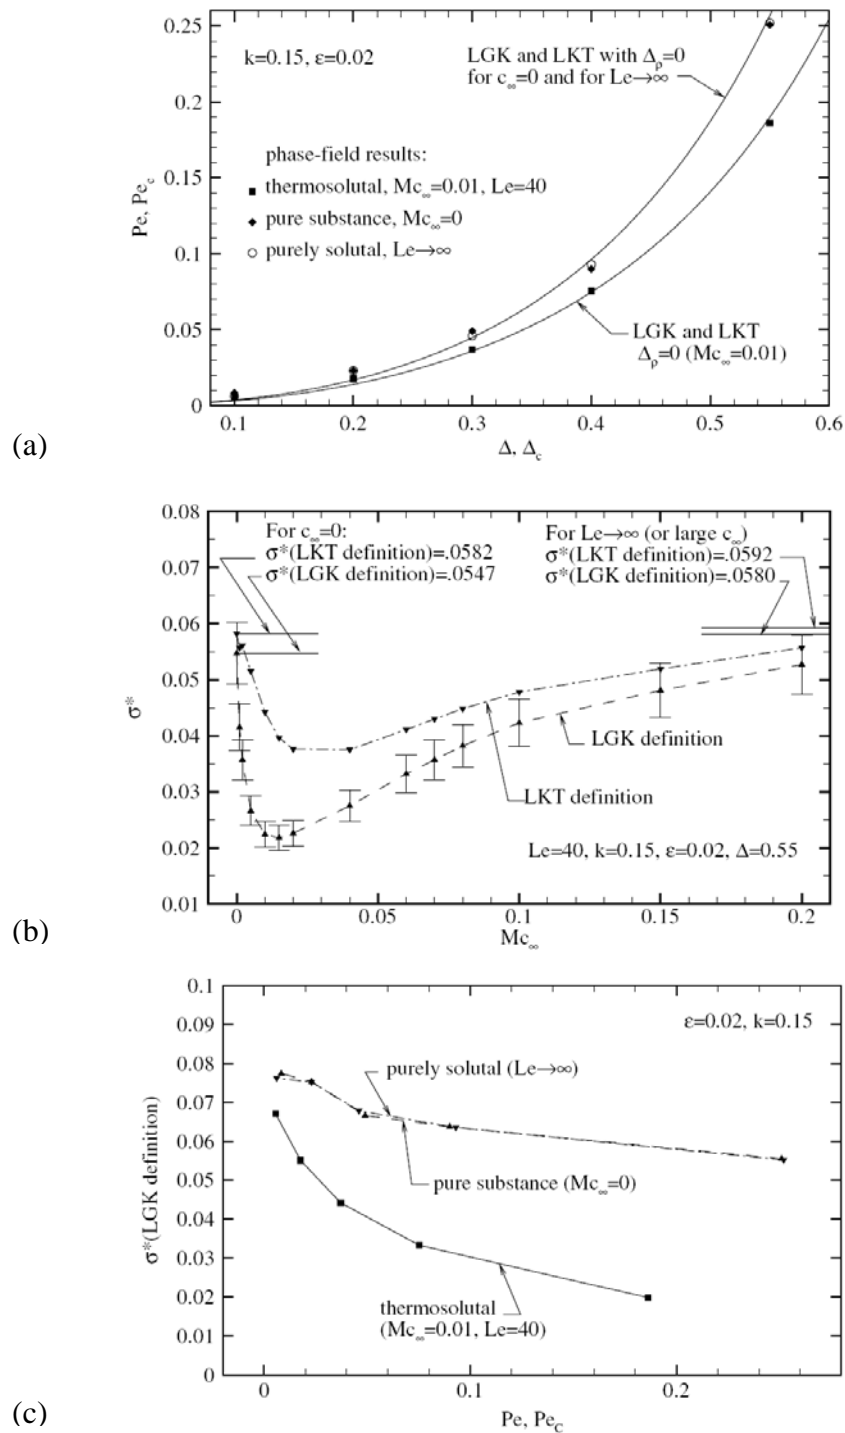 0.25
k=0.15, ε=0.02
LGK and LKT with Δρ=0
for c∞=0 and for Le→∞
0.2
phase-field results:
thermosolutal, Mc∞=0.01, Le=40
pure substance, Mc∞=0
purely solutal, Le→∞
Pe, Pec
0.15
0.1
0.05
0
LGK and LKT
Δρ=0 (Mc∞=0.01)
0.1 0.2 0.3 0.4 0.5 0.6
Δ, Δc
(a)
0.08
For c∞=0:
σ*(LKT definition)=.0582
σ*(LGK definition)=.0547
For Le→∞ (or large c∞)
σ*(LKT definition)=.0592
σ*(LGK definition)=.0580
0.07
0.06
0.05
σ*
0.04
0.03
0.02
0.01
LGK definition
LKT definition
Le=40, k=0.15, ε=0.02, Δ=0.55
0 0.05 0.1 0.15 0.2
Mc∞
(b)
0.1
0.09
0.08
0.07
0.06
0.05
0.04
0.03
0.02
0.01
0
σ*(LGK definition)
ε=0.02, k=0.15
purely solutal (Le→∞)
pure substance (Mc∞=0)
thermosolutal
(Mc∞=0.01, Le=40)
0 0.1 0.2
Pe, PeC
(c)